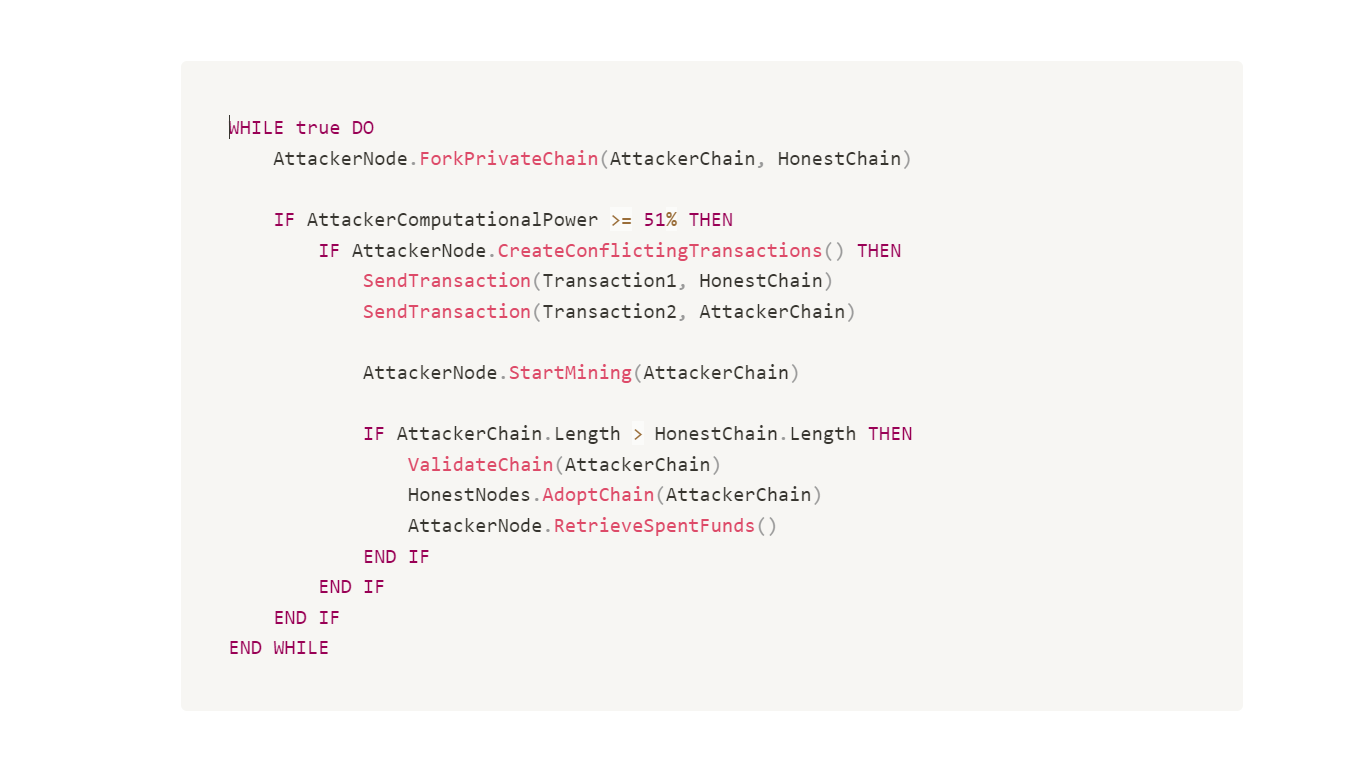 WHILE true DO
    AttackerNode.ForkPrivateChain(AttackerChain, HonestChain)

    IF AttackerComputationalPower >= 51% THEN
        IF AttackerNode.CreateConflictingTransactions() THEN
            SendTransaction(Transaction1, HonestChain)
            SendTransaction(Transaction2, AttackerChain)

            AttackerNode.StartMining(AttackerChain)

            IF AttackerChain.Length > HonestChain.Length THEN
                ValidateChain(AttackerChain)
                HonestNodes.AdoptChain(AttackerChain)
                AttackerNode.RetrieveSpentFunds()
            END IF
        END IF
    END IF
END WHILE